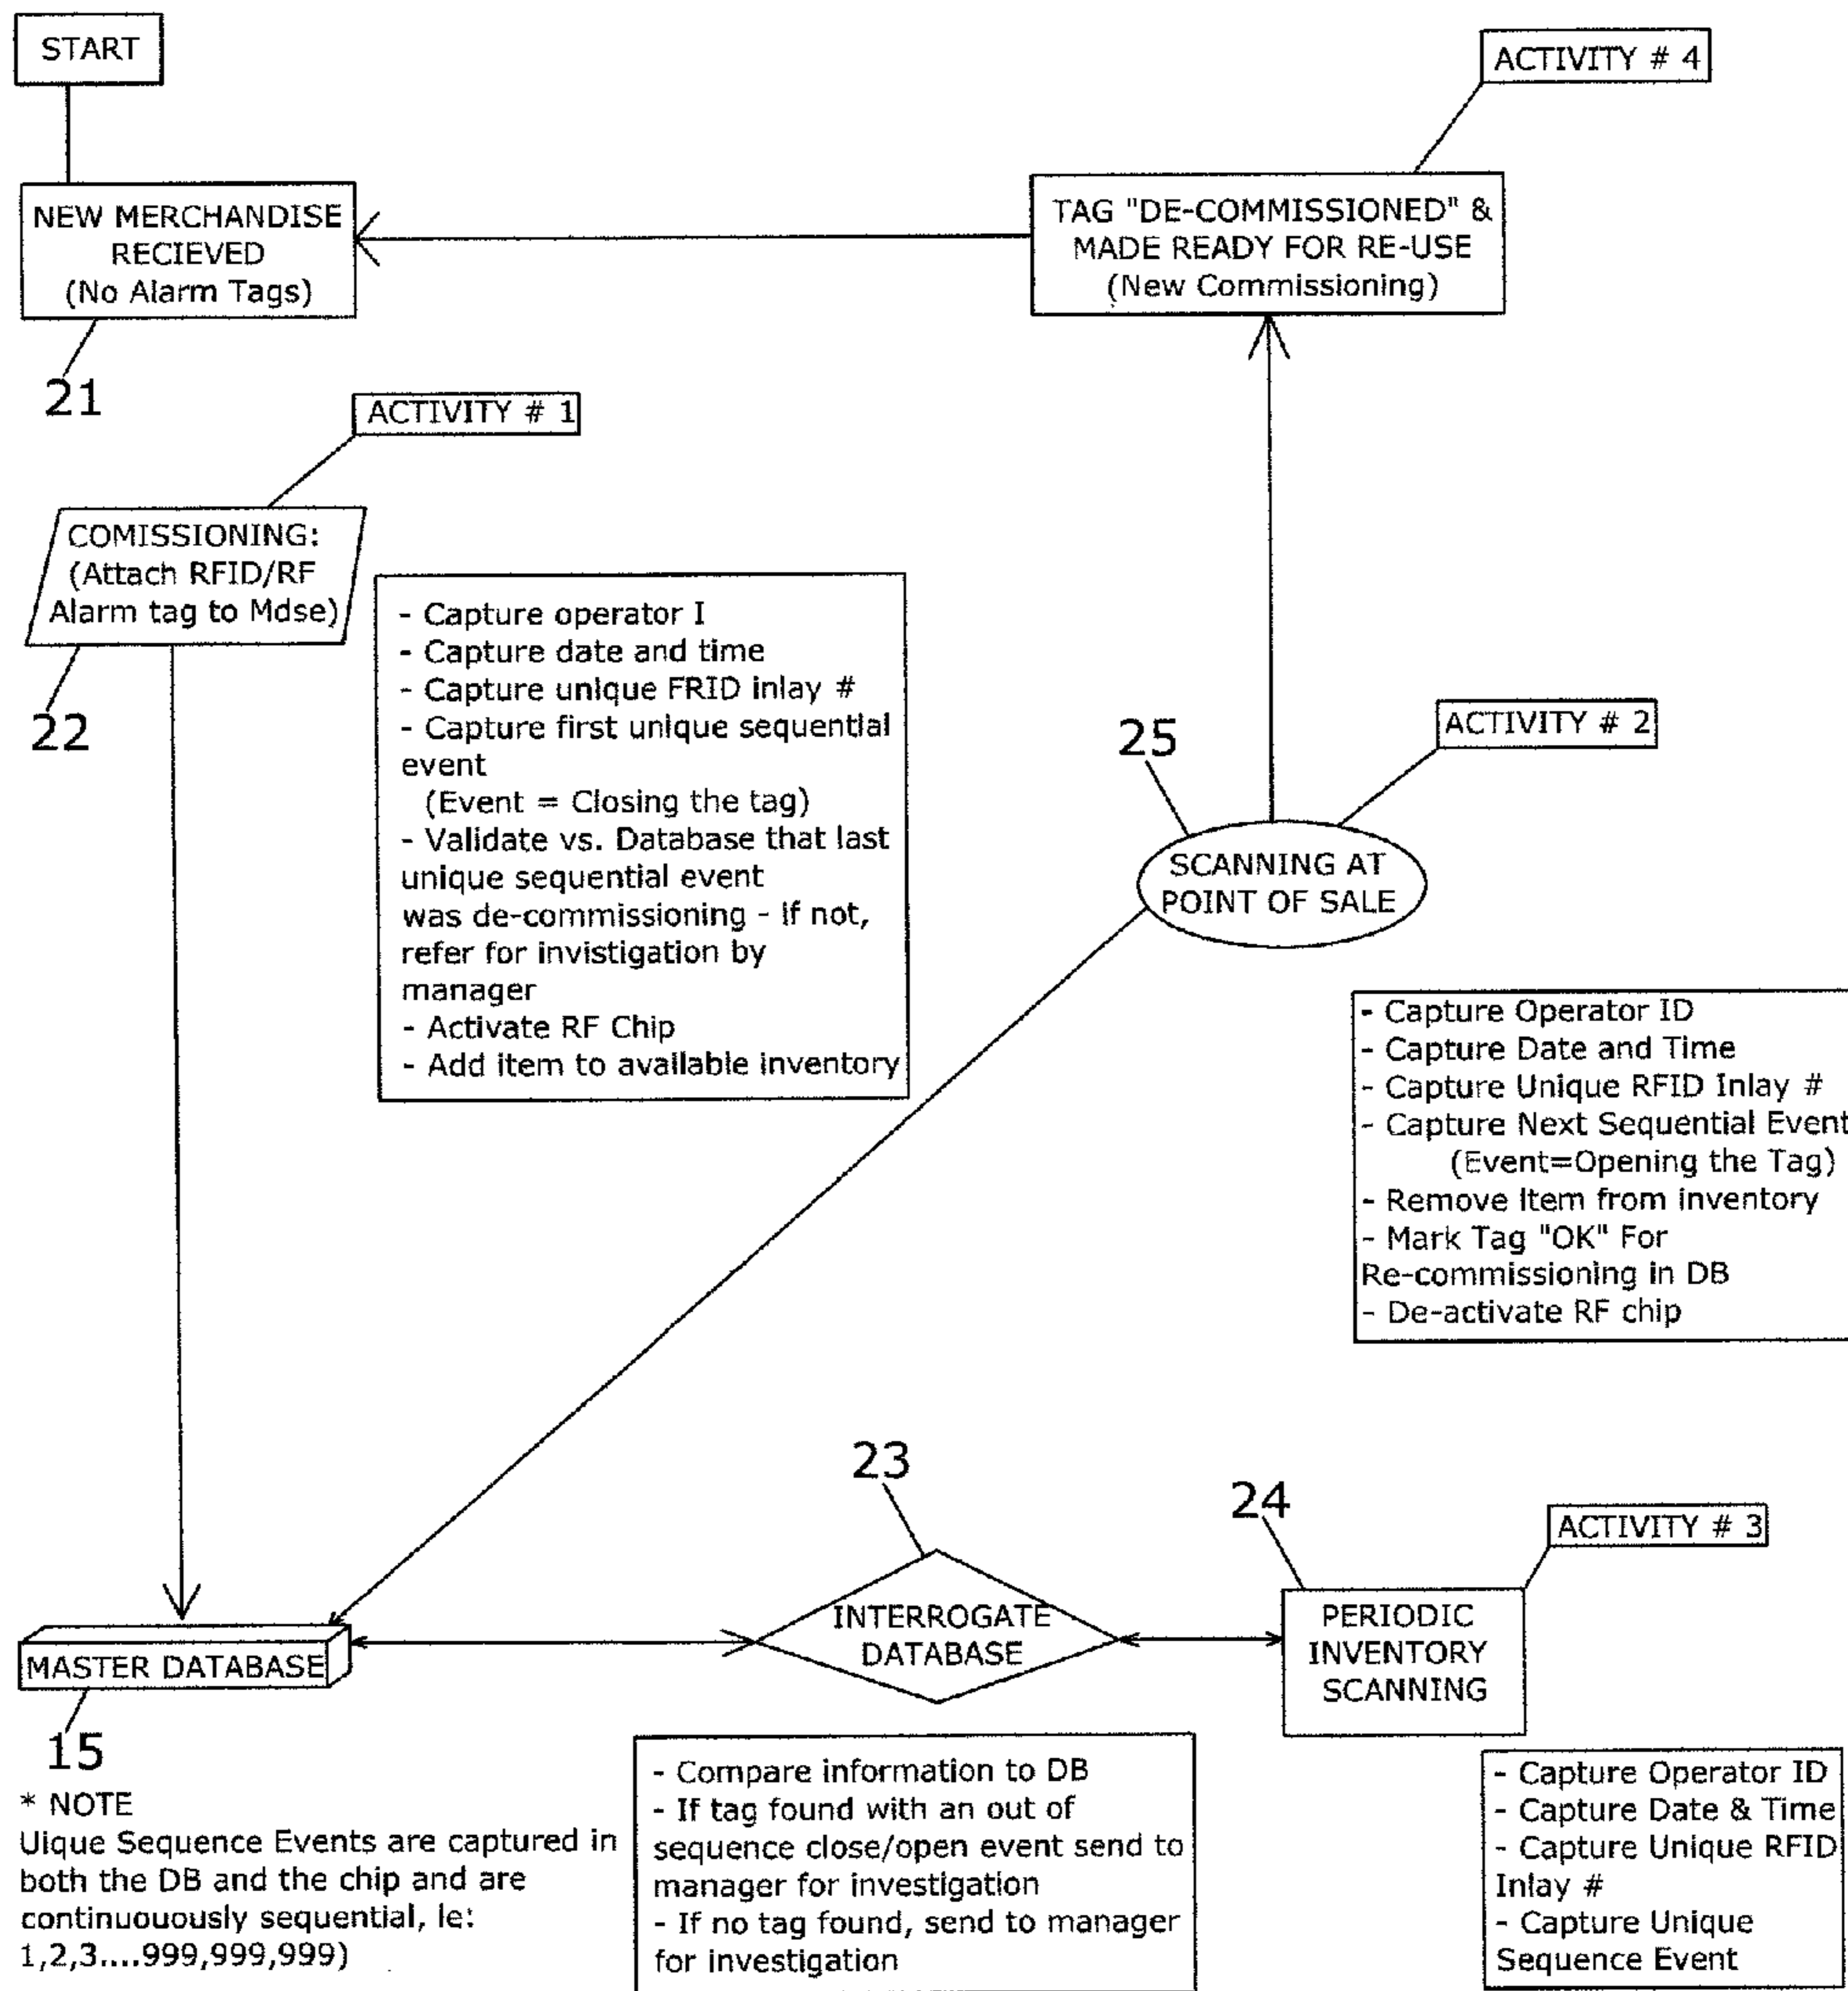 START
ACTIVITY # 4
NEW MERCHANDISE
RECIEVED
(No Alarm Tags)
TAG "DE-COMMISSIONED" &
MADE READY FOR RE-USE
(New Commissioning)
21
ACTIVITY # 1
COMISSIONING:
(Attach RFID/RF
Alarm tag to Mdse)
22
- Capture operator I
- Capture date and time
- Capture unique FRID inlay #
- Capture first unique sequential
event
(Event = Closing the tag)
- Validate vs. Database that last
unique sequential event
was de-commissioning - if not,
refer for invistigation by
manager
- Activate RF Chip
- Add item to available inventory
25
ACTIVITY # 2
SCANNING AT
POINT OF SALE
- Capture Operator ID
- Capture Date and Time
- Capture Unique RFID Inlay #
- Capture Next Sequential Event
(Event=Opening the Tag)
- Remove item from inventory
- Mark Tag "OK" For
Re-commissioning in DB
- De-activate RF chip
23
24
ACTIVITY # 3
MASTER DATABASE
INTERROGATE
DATABASE
PERIODIC
INVENTORY
SCANNING
15
* NOTE
Uique Sequence Events are captured in
both the DB and the chip and are
continuouously sequential, ie:
1,2,3....999,999,999)
- Compare information to DB
- If tag found with an out of
sequence close/open event send to
manager for investigation
- If no tag found, send to manager
for investigation
- Capture Operator ID
- Capture Date & Time
- Capture Unique RFID
Inlay #
- Capture Unique
Sequence Event